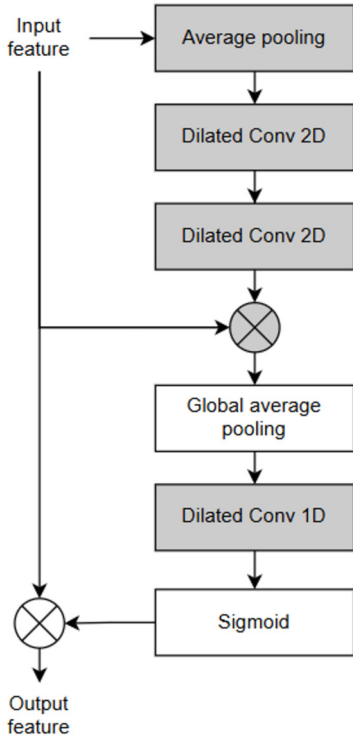 Input
feature
Average pooling
Dilated Conv 2D
Dilated Conv 2D
Global average
pooling
Dilated Conv 1D
Sigmoid
Output
feature